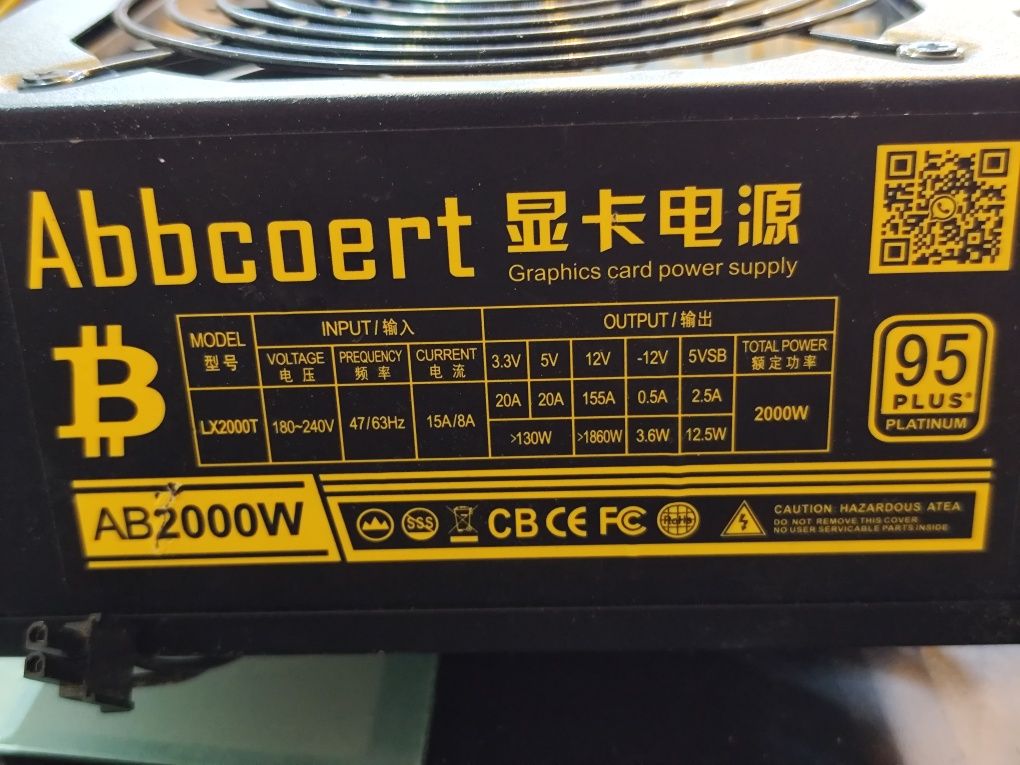 Abbcoert 显卡电源
Graphics card power supply
MODEL 型号
INPUT / 输入
OUTPUT / 输出
VOLTAGE 电压
PREQUENCY 频率
CURRENT 电流
3.3V 5V 12V -12V 5VSB
TOTAL POWER 额定功率
LX2000T 180~240V 47/63Hz 15A/8A
20A 20A 155A 0.5A 2.5A
>130W >1860W 3.6W 12.5W
2000W
95
PLUS®
PLATINUM
AB2000W
SSS CB CE FC RoHS
CAUTION: HAZARDOUS ATEA
DO NOT REMOVE THIS COVER
NO USER SERVICABLE PARTS INSIDE